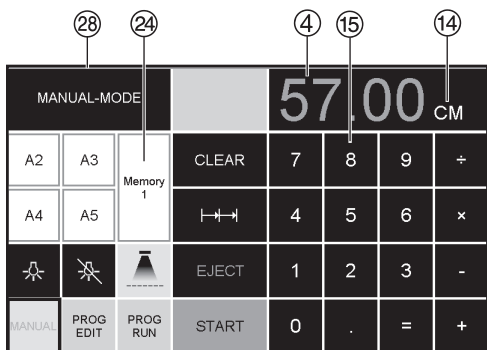 28 24 4 15 14
MANUAL-MODE 57.00 CM
A2 A3 Memory 1 CLEAR 7 8 9 ÷
A4 A5 4 5 6 ×
EJECT 1 2 3 -
MANUAL PROG EDIT PROG RUN START 0 . = +